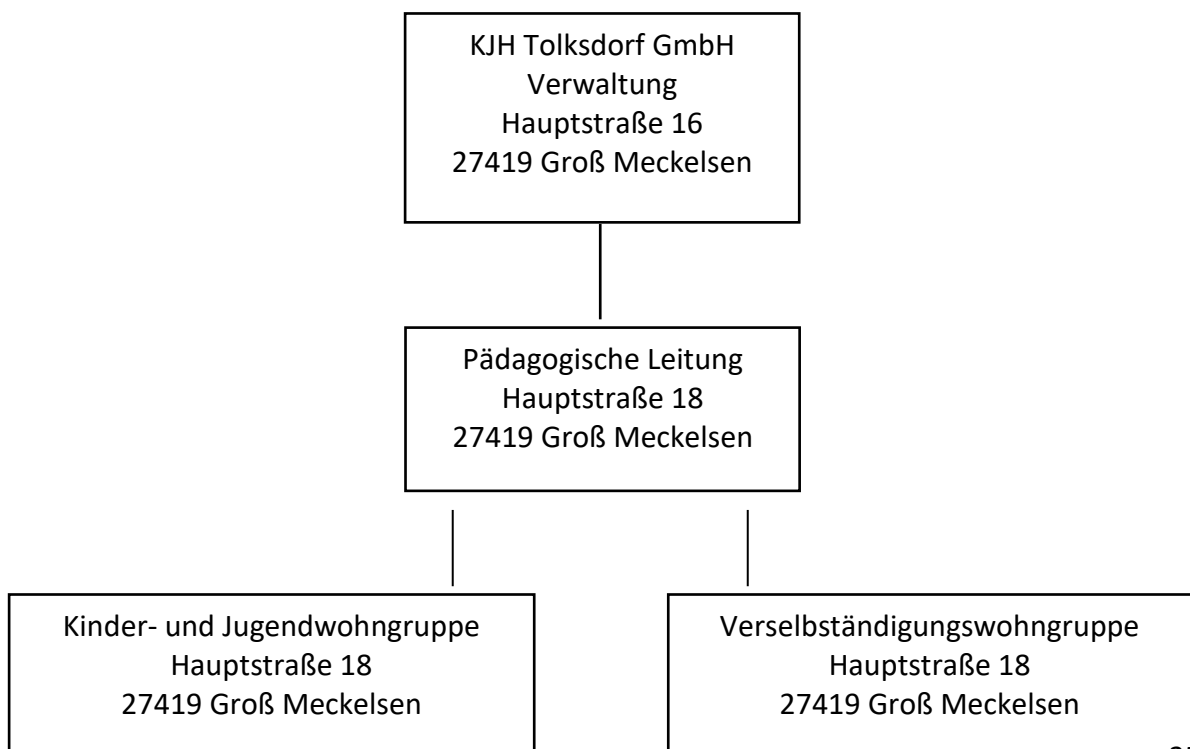 KJH Tolksdorf GmbH
Verwaltung
Hauptstraße 16
27419 Groß Meckelsen
Pädagogische Leitung
Hauptstraße 18
27419 Groß Meckelsen
Kinder- und Jugendwohngruppe
Hauptstraße 18
27419 Groß Meckelsen
Verselbständigungswohngruppe
Hauptstraße 18
27419 Groß Meckelsen